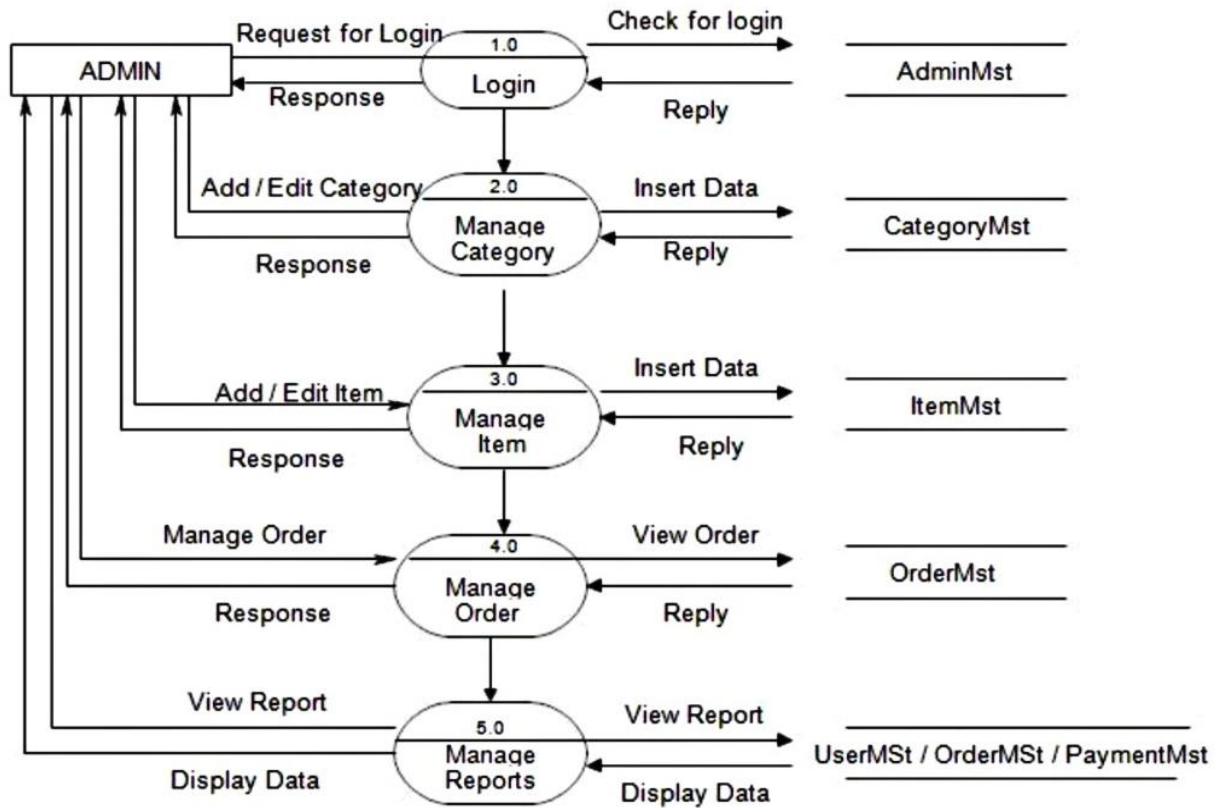 Request for Login
1.0
Check for login
ADMIN
Login
AdminMst
Response
Reply
Add / Edit Category
2.0
Insert Data
Manage
Category
CategoryMst
Response
Reply
Add / Edit Item
3.0
Insert Data
Manage
Item
ItemMst
Response
Reply
Manage Order
4.0
View Order
Manage
Order
OrderMst
Response
Reply
View Report
5.0
View Report
Manage
Reports
UserMSt / OrderMSt / PaymentMst
Display Data
Display Data